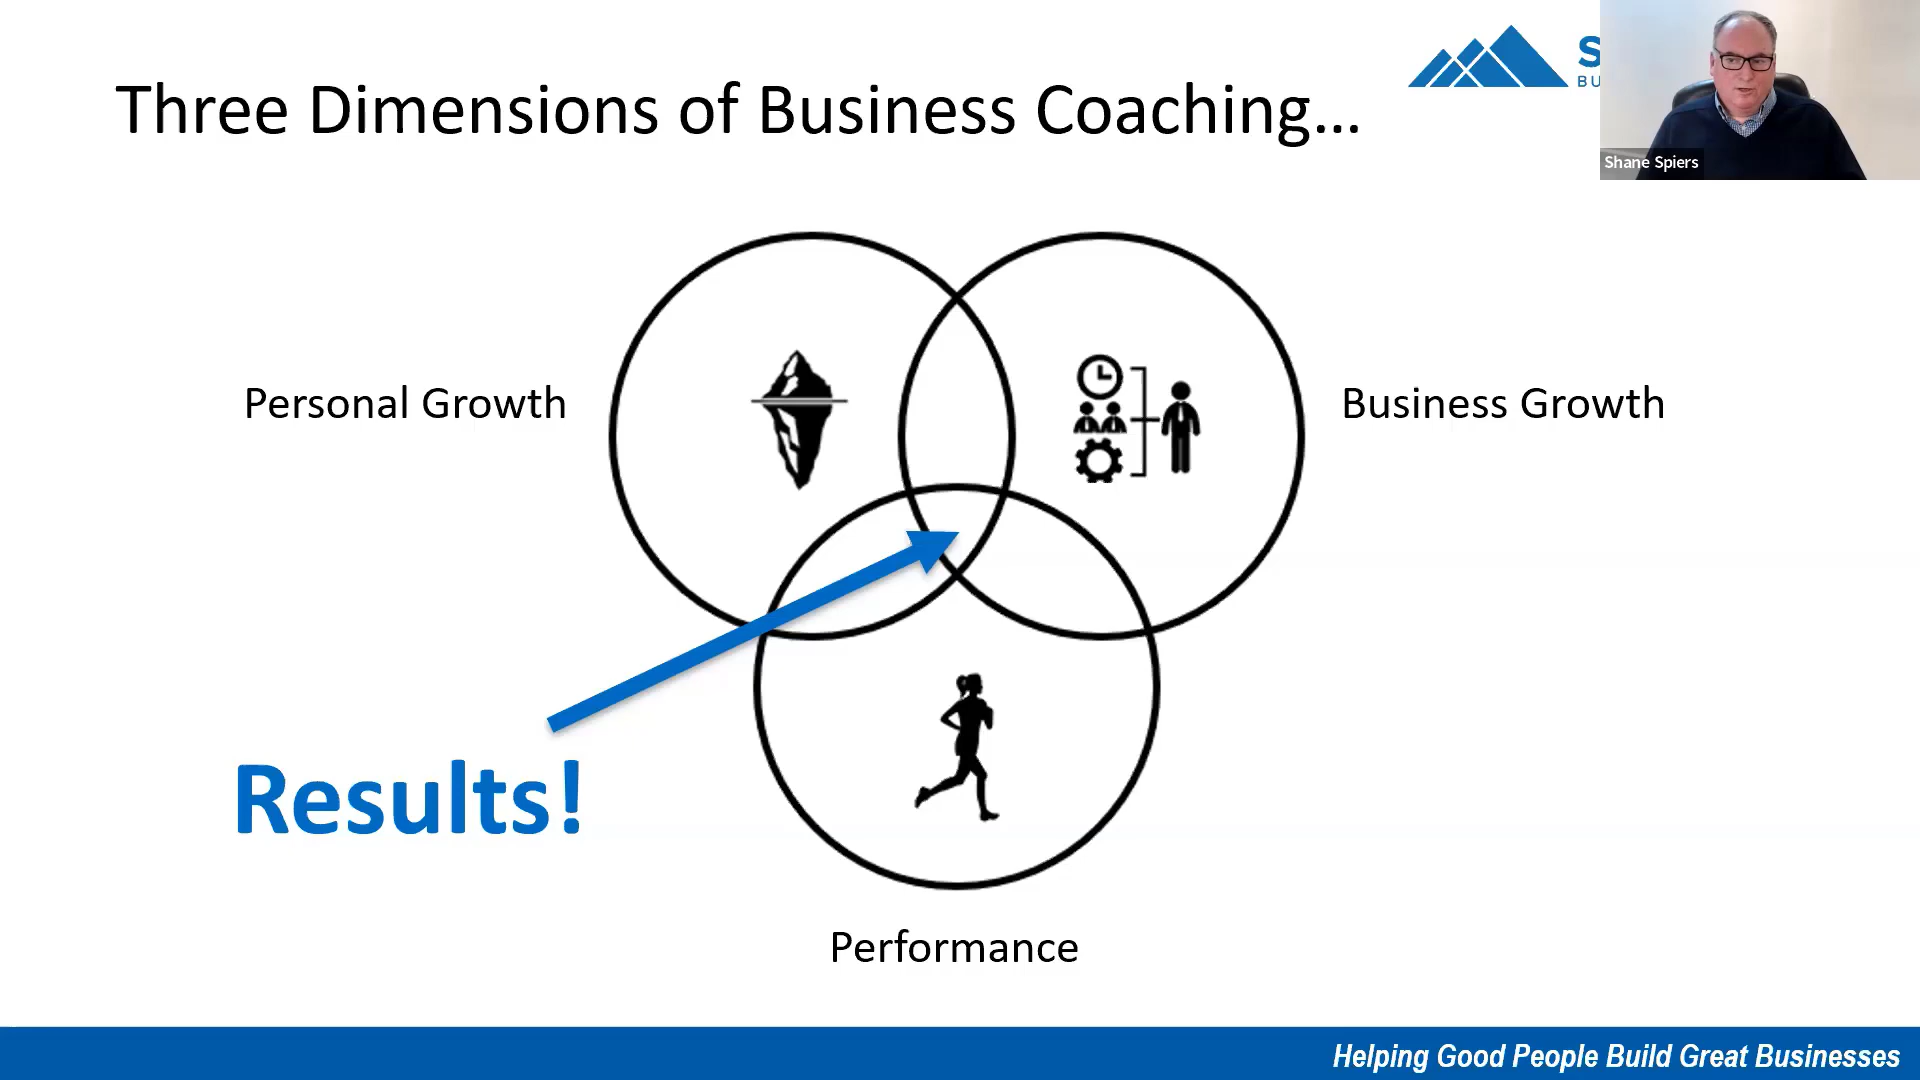 Three Dimensions of Business Coaching...
Shane Spiers
Personal Growth
Business Growth
Results!
Performance
Helping Good People Build Great Businesses